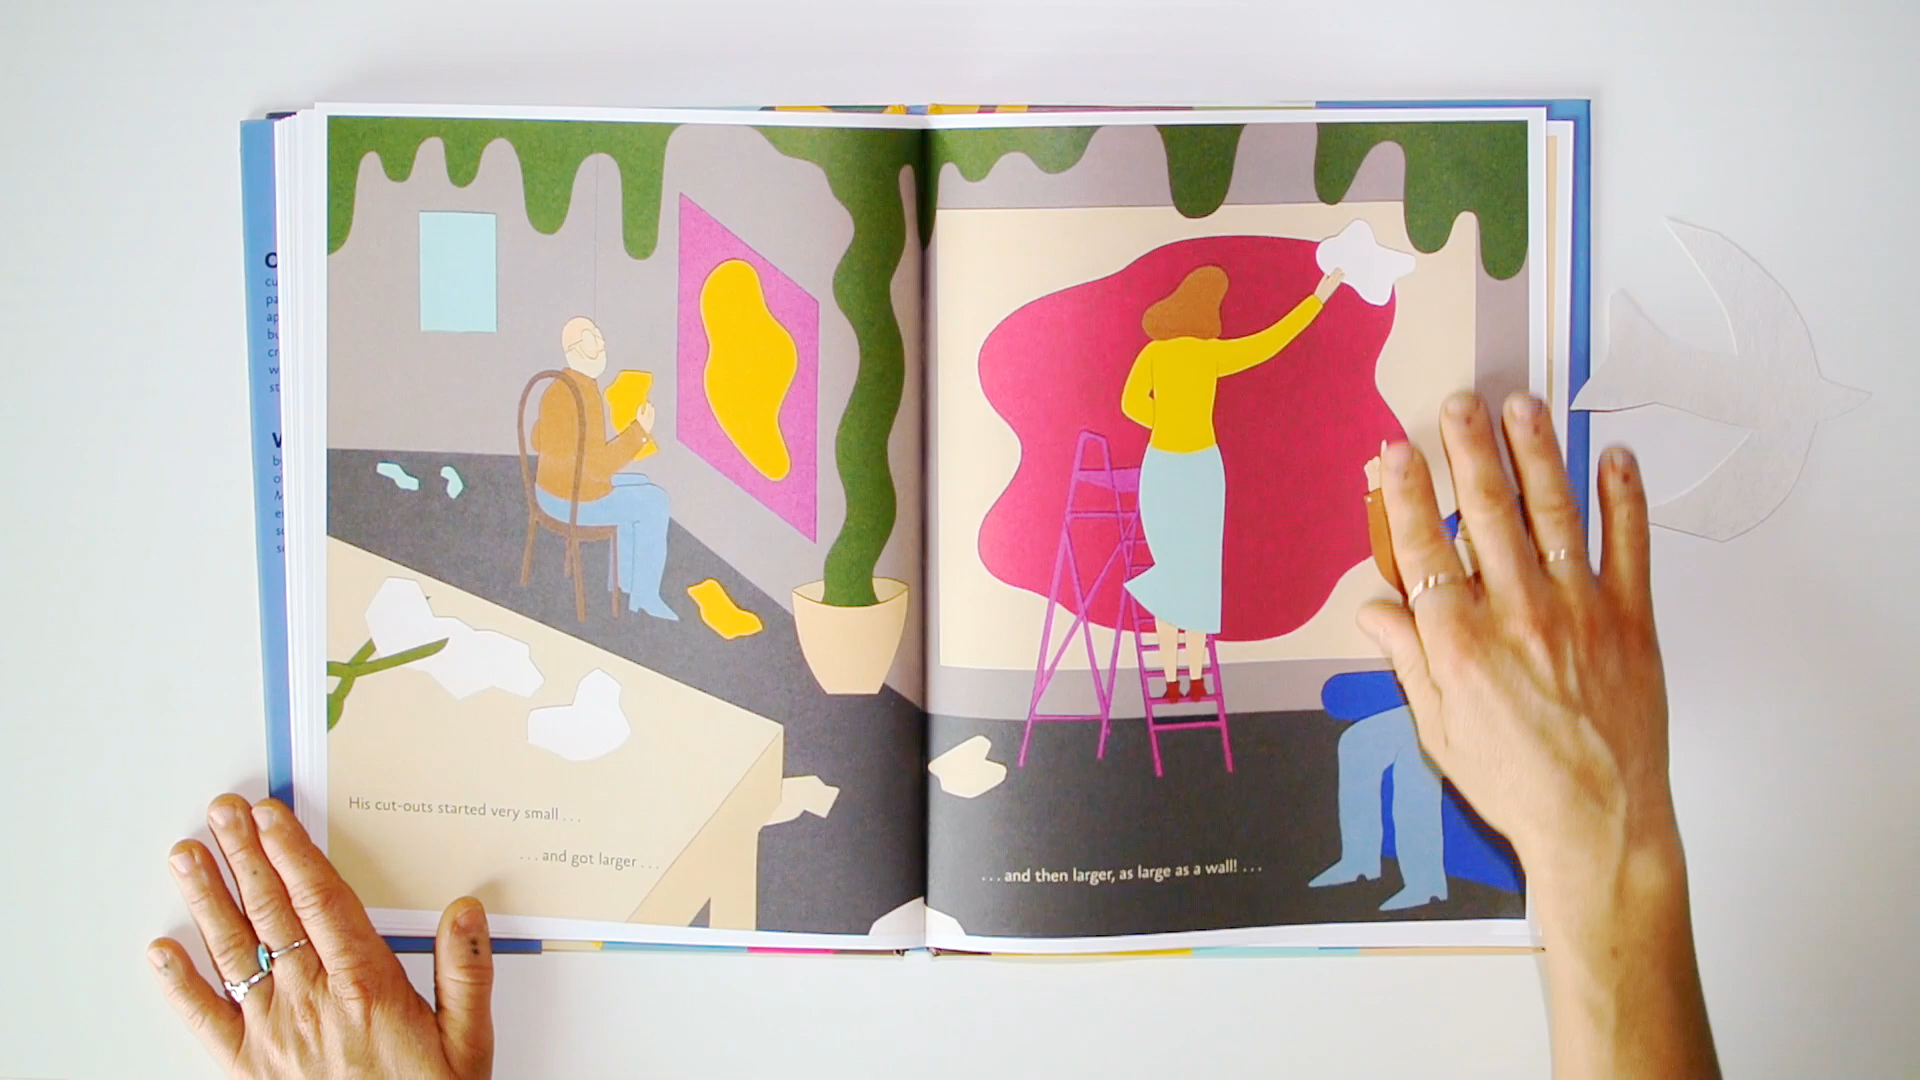 His cut-outs started very small . . .
. . . and got larger . . .
. . . and then larger, as large as a wall! . . .